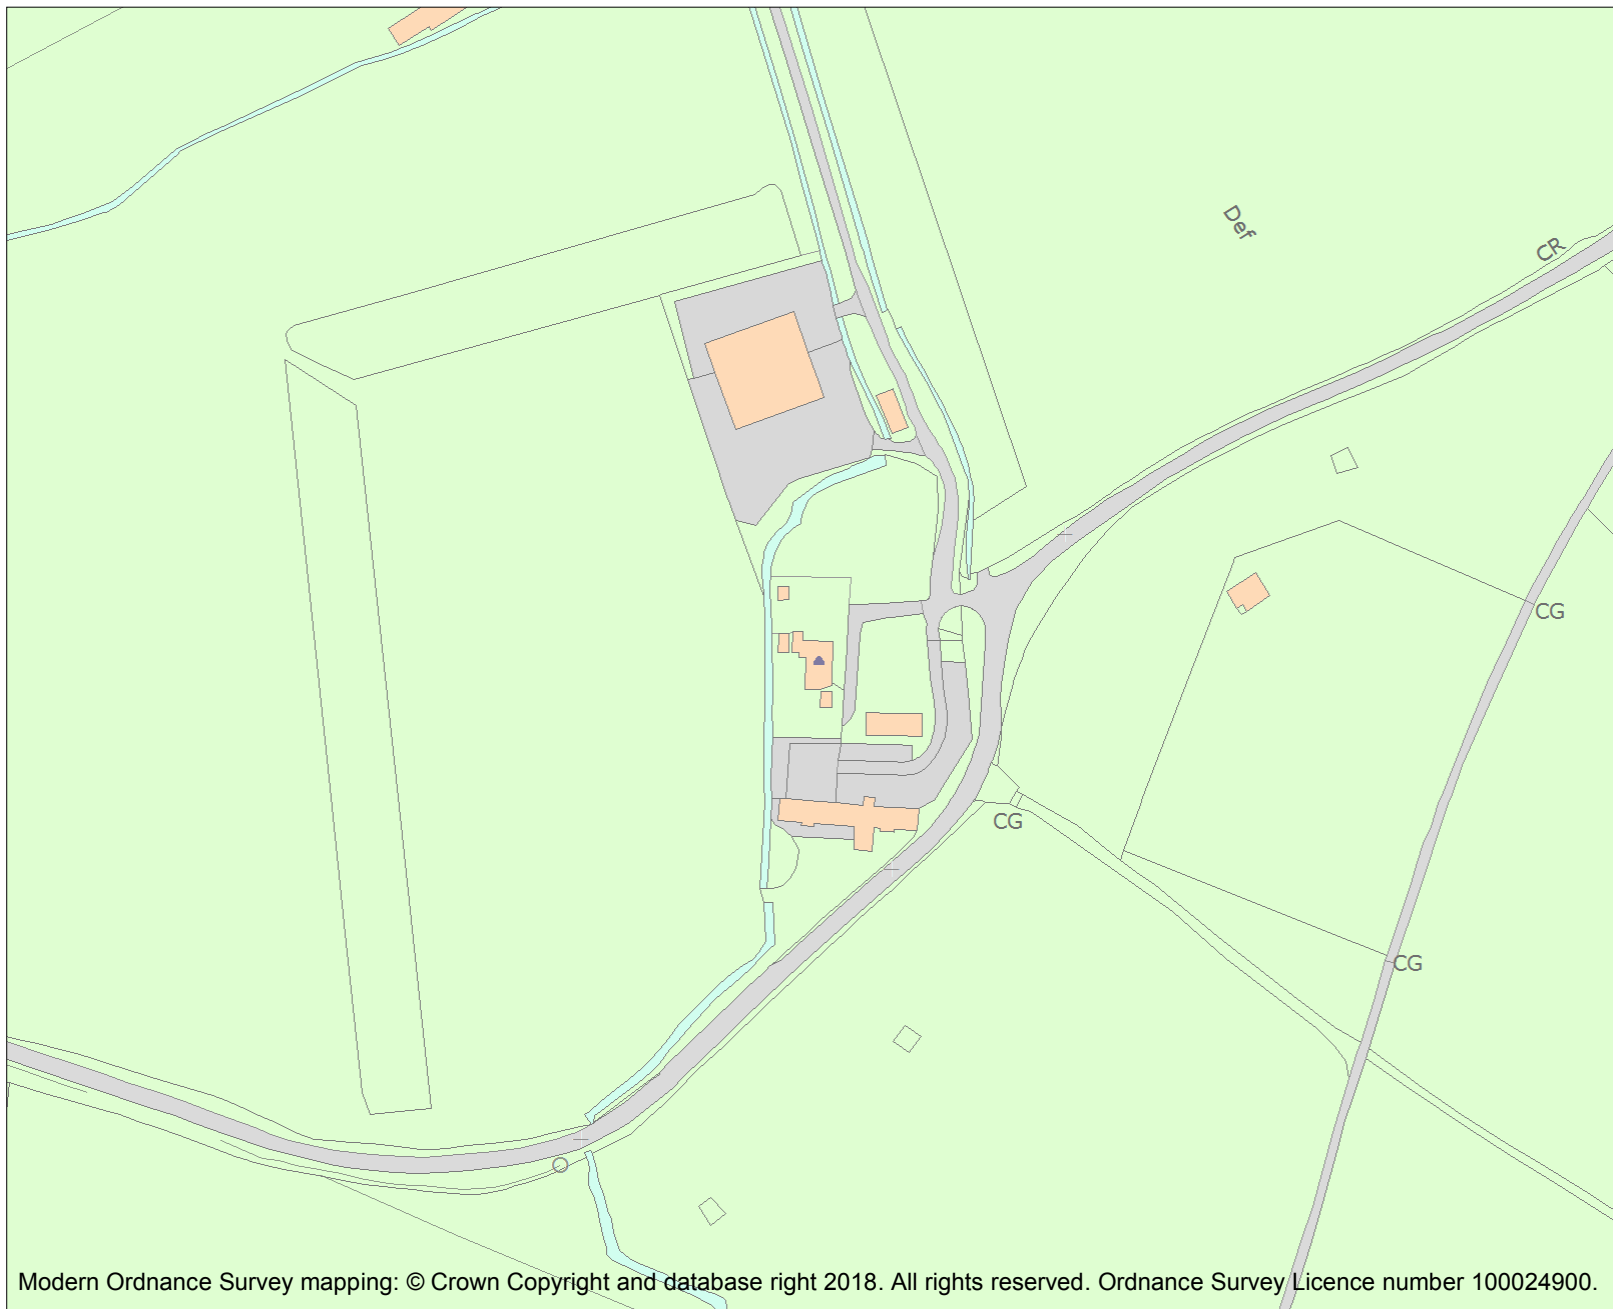 Def
CR
CG
CG
CG
Modern Ordnance Survey mapping: © Crown Copyright and database right 2018. All rights reserved. Ordnance Survey Licence number 100024900.